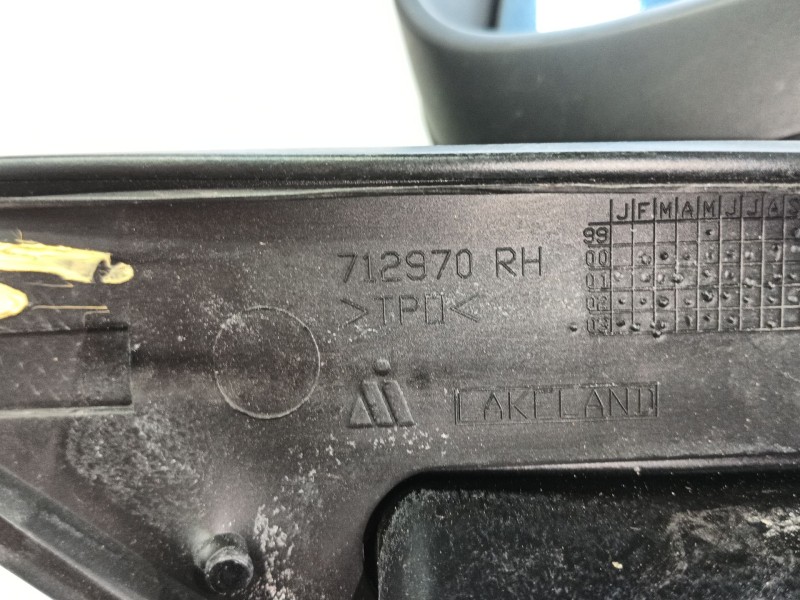 712970 RH
>TPO<
LAKELAND
J F M A M J J A S
99
00
01
02
03